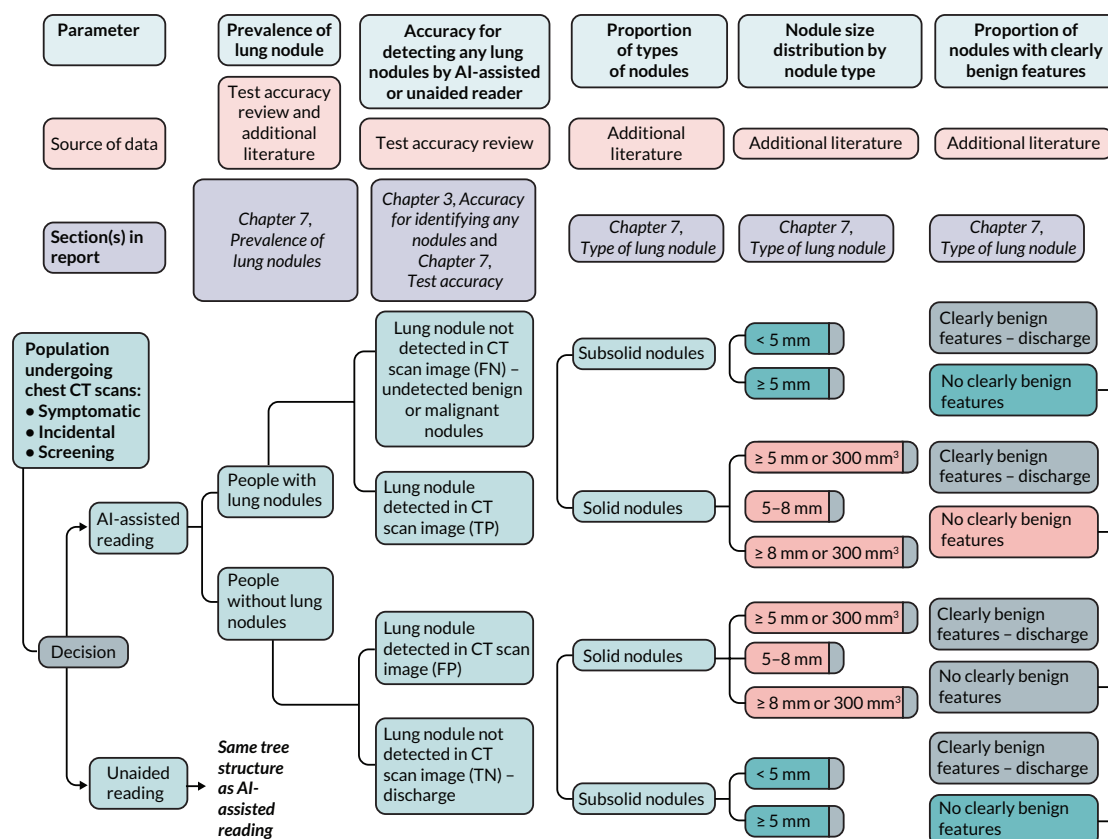 Parameter
Prevalence of
lung nodule
Accuracy for
detecting any lung
nodules by AI-assisted
or unaided reader
Proportion
of types
of nodules
Nodule size
distribution by
nodule type
Proportion of
nodules with clearly
benign features
Source of data
Test accuracy
review and
additional
literature
Test accuracy review
Additional
literature
Additional literature
Additional literature
Section(s) in
report
Chapter 7,
Prevalence of
lung nodules
Chapter 3, Accuracy
for identifying any
nodules and
Chapter 7,
Test accuracy
Chapter 7,
Type of lung nodule
Chapter 7,
Type of lung nodule
Chapter 7,
Type of lung nodule
Population
undergoing
chest CT scans:
● Symptomatic
● Incidental
● Screening
Decision
AI-assisted
reading
Unaided
reading
Same tree
structure
as AI-
assisted
reading
People with
lung nodules
People
without lung
nodules
Lung nodule not
detected in CT
scan image (FN) –
undetected benign
or malignant
nodules
Lung nodule
detected in CT
scan image (TP)
Lung nodule
detected in CT scan
image (FP)
Lung nodule not
detected in CT
scan image (TN) –
discharge
Subsolid nodules
< 5 mm
≥ 5 mm
Clearly benign
features – discharge
No clearly benign
features
Solid nodules
≥ 5 mm or 300 mm³
5–8 mm
≥ 8 mm or 300 mm³
Clearly benign
features – discharge
No clearly benign
features
Solid nodules
≥ 5 mm or 300 mm³
5–8 mm
≥ 8 mm or 300 mm³
Clearly benign
features – discharge
No clearly benign
features
Subsolid nodules
< 5 mm
≥ 5 mm
Clearly benign
features – discharge
No clearly benign
features